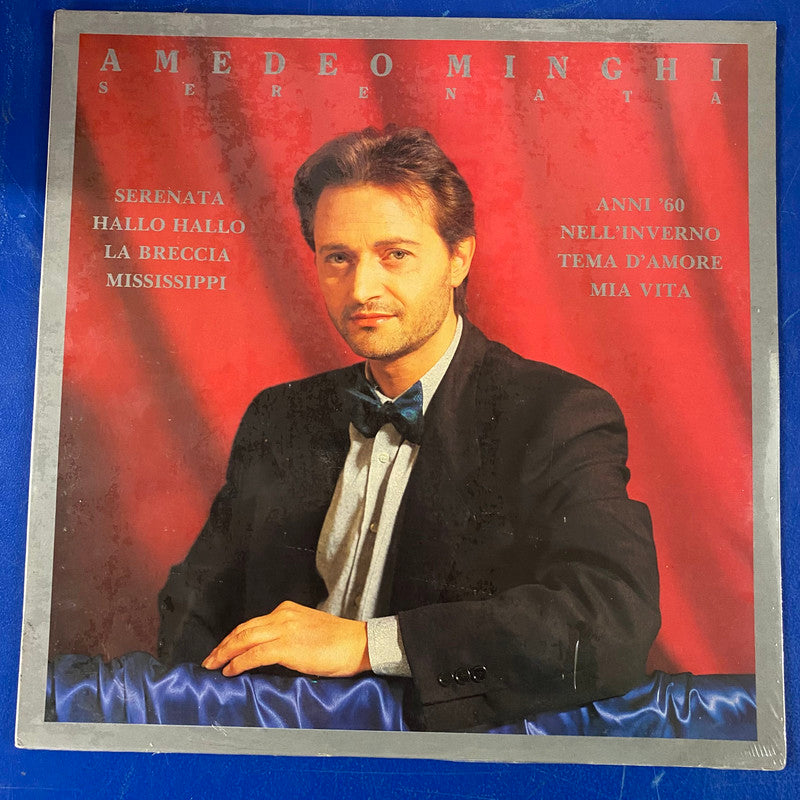 AMEDEO MINGHI
SERENATA
SERENATA
HALLO HALLO
LA BRECCIA
MISSISSIPPI
ANNI '60
NELL'INVERNO
TEMA D'AMORE
MIA VITA